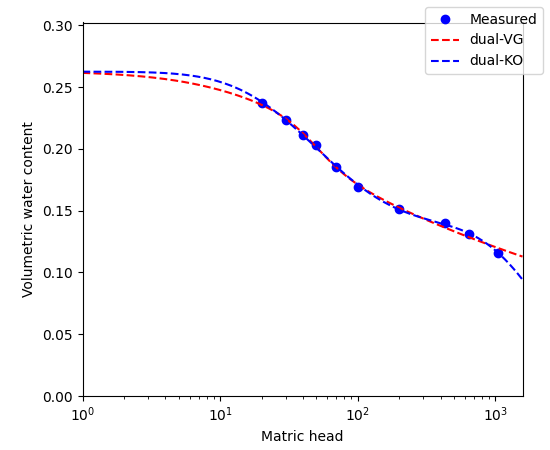 Measured
dual-VG
dual-KO
0.30
0.25
0.20
0.15
0.10
0.05
0.00
Volumetric water content
10⁰
10¹
10²
10³
Matric head